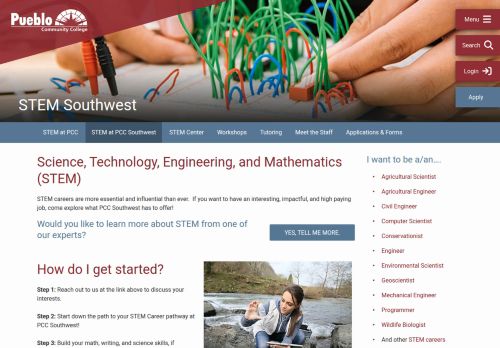 Pueblo
Community College
Menu
Search
Login
Apply
STEM Southwest
STEM at PCC
STEM at PCC Southwest
STEM Center
Workshops
Tutoring
Meet the Staff
Applications & Forms
Science, Technology, Engineering, and Mathematics
(STEM)
STEM careers are more essential and influential than ever.  If you want to have an interesting, impactful, and high paying
job, come explore what PCC Southwest has to offer!
Would you like to learn more about STEM from one of
our experts?
YES, TELL ME MORE.
How do I get started?
Step 1: Reach out to us at the link above to discuss your
interests.
Step 2: Start down the path to your STEM Career pathway at
PCC Southwest!
Step 3: Build your math, writing, and science skills, if
I want to be a/an....
Agricultural Scientist
Agricultural Engineer
Civil Engineer
Computer Scientist
Conservationist
Engineer
Environmental Scientist
Geoscientist
Mechanical Engineer
Programmer
Wildlife Biologist
And other STEM careers